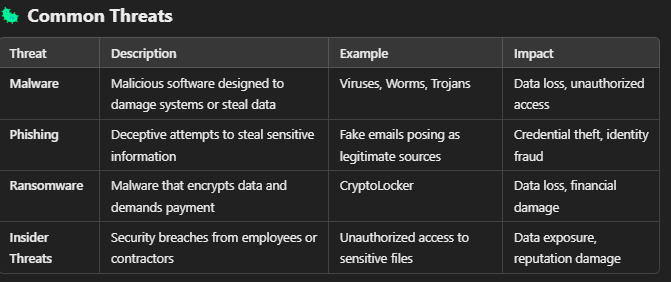 Common Threats
Threat Description Example Impact
Malware Malicious software designed to Viruses, Worms, Trojans Data loss, unauthorized
damage systems or steal data access
Phishing Deceptive attempts to steal sensitive Fake emails posing as Credential theft, identity
information legitimate sources fraud
Ransomware Malware that encrypts data and CryptoLocker Data loss, financial
demands payment damage
Insider Security breaches from employees or Unauthorized access to Data exposure,
Threats contractors sensitive files reputation damage